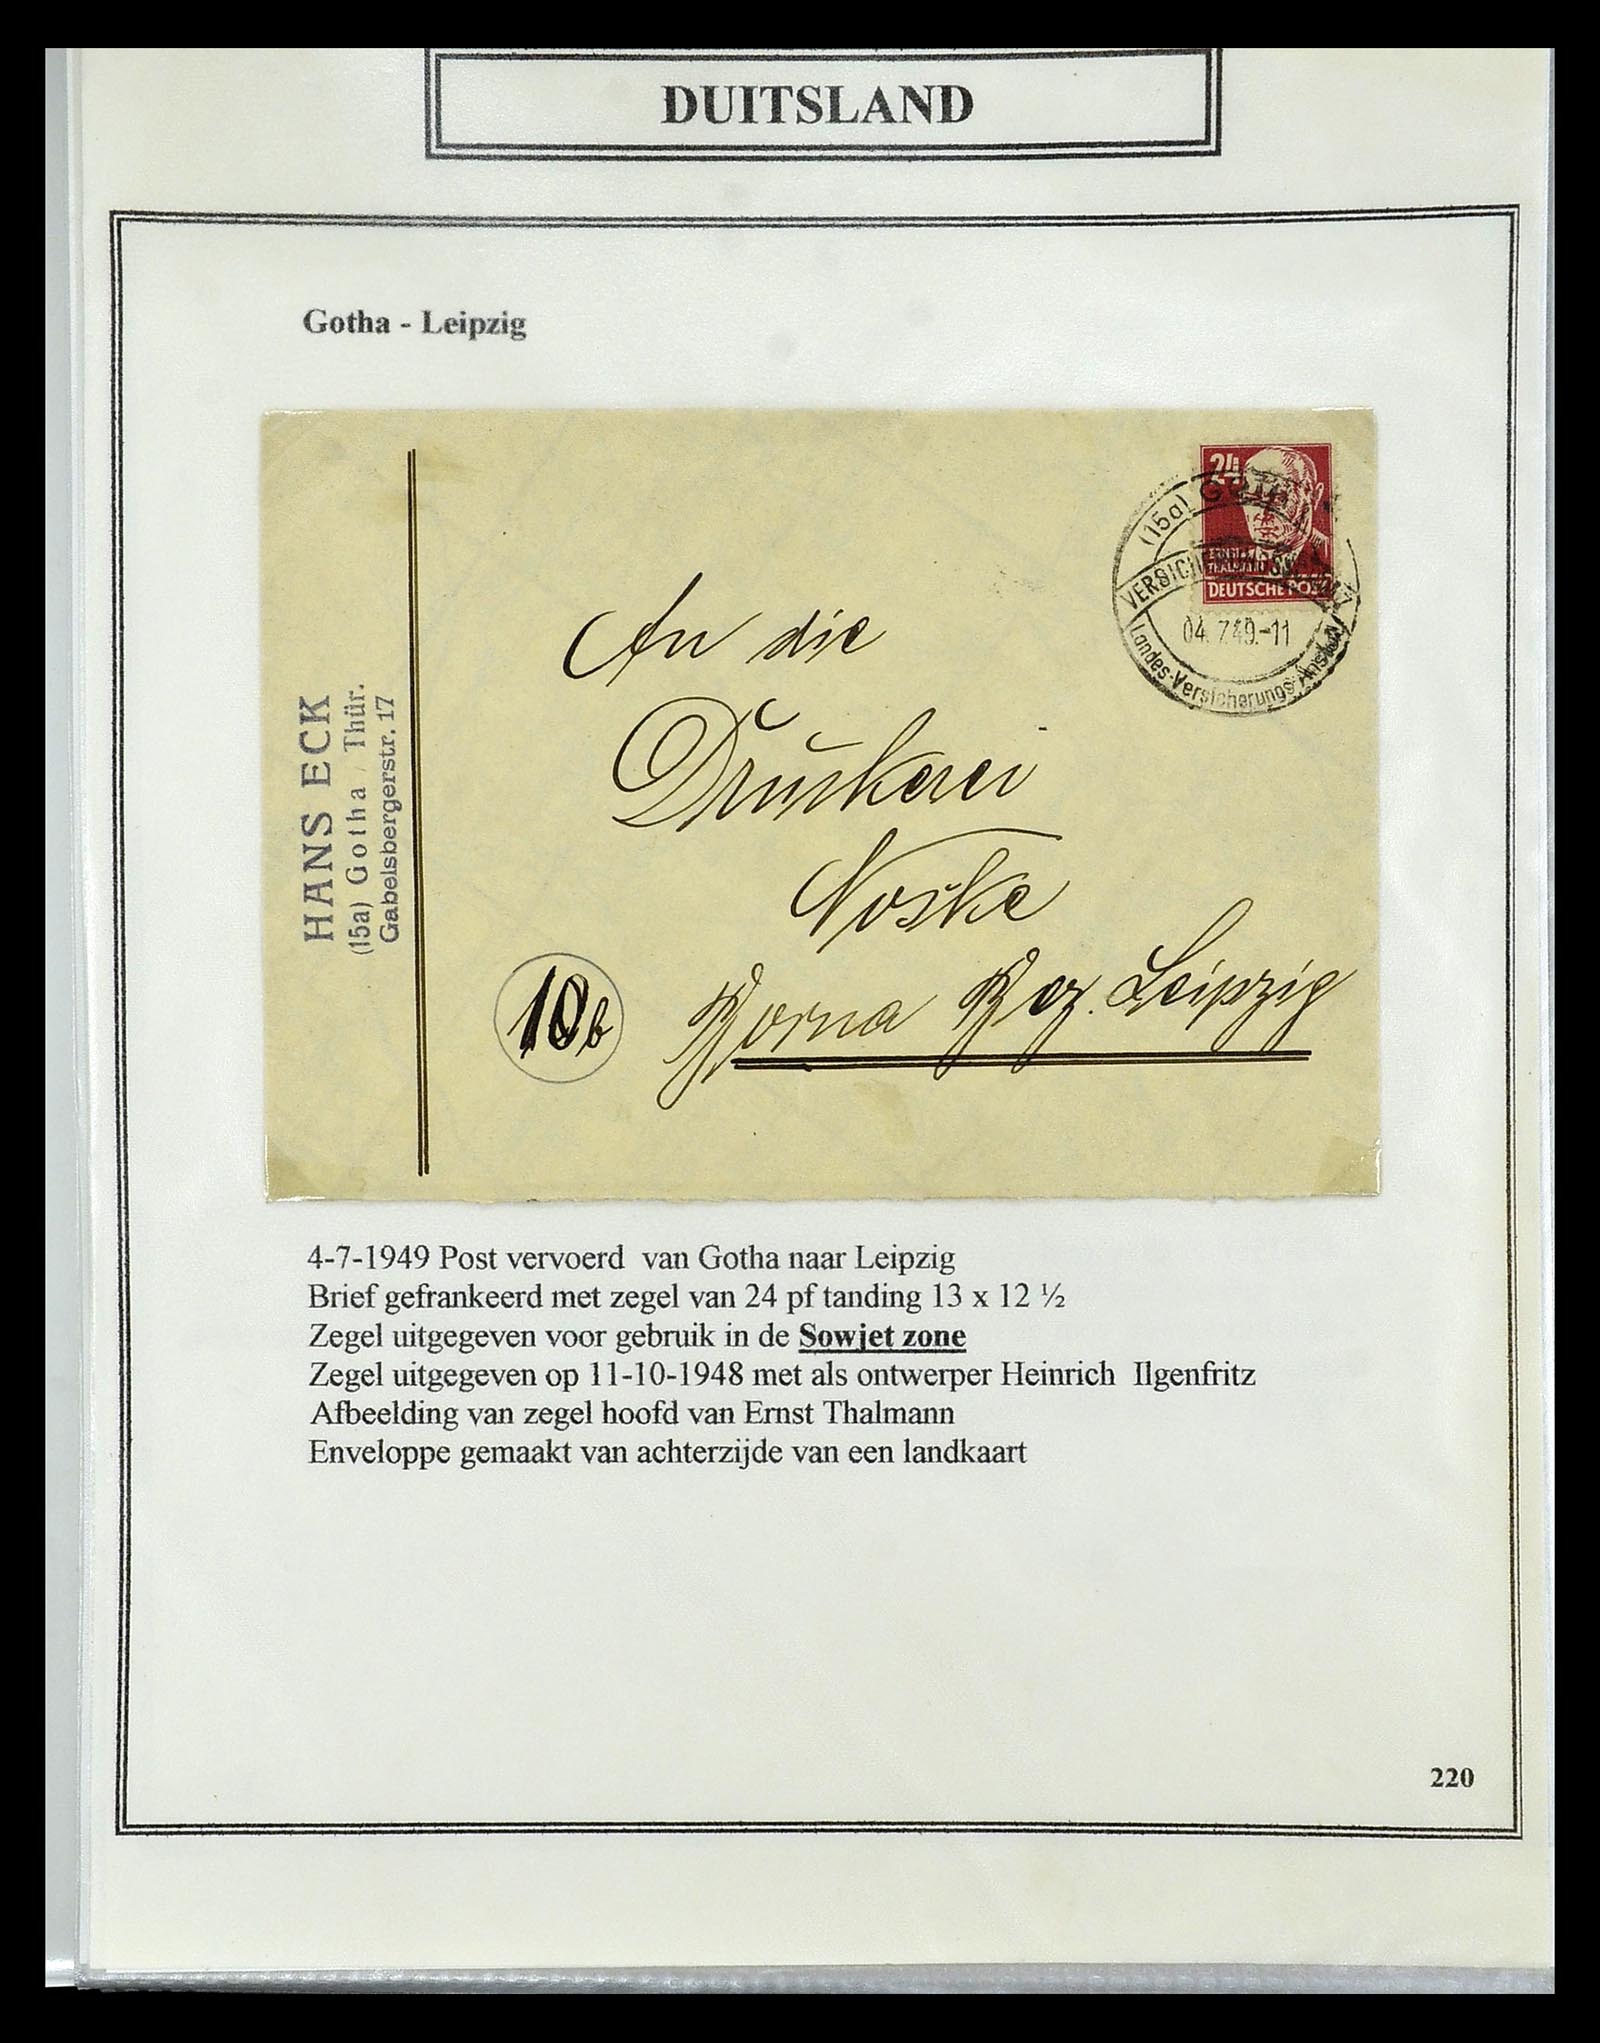 DUITSLAND
Gotha - Leipzig
24
ERNST
THÄLMANN
DEUTSCHE POST
(15a) GOTHA
04. 7.49.-11
Landes-Versicherungs-Anstalt
HANS ECK
(15a) Gotha / Thür.
Gabelsbergerstr. 17
An die
Druckerei
Noske
10b
Borna Bez. Leipzig
4-7-1949 Post vervoerd van Gotha naar Leipzig
Brief gefrankeerd met zegel van 24 pf tanding 13 x 12 ½
Zegel uitgegeven voor gebruik in de Sowjet zone
Zegel uitgegeven op 11-10-1948 met als ontwerper Heinrich Ilgenfritz
Afbeelding van zegel hoofd van Ernst Thalmann
Enveloppe gemaakt van achterzijde van een landkaart
220